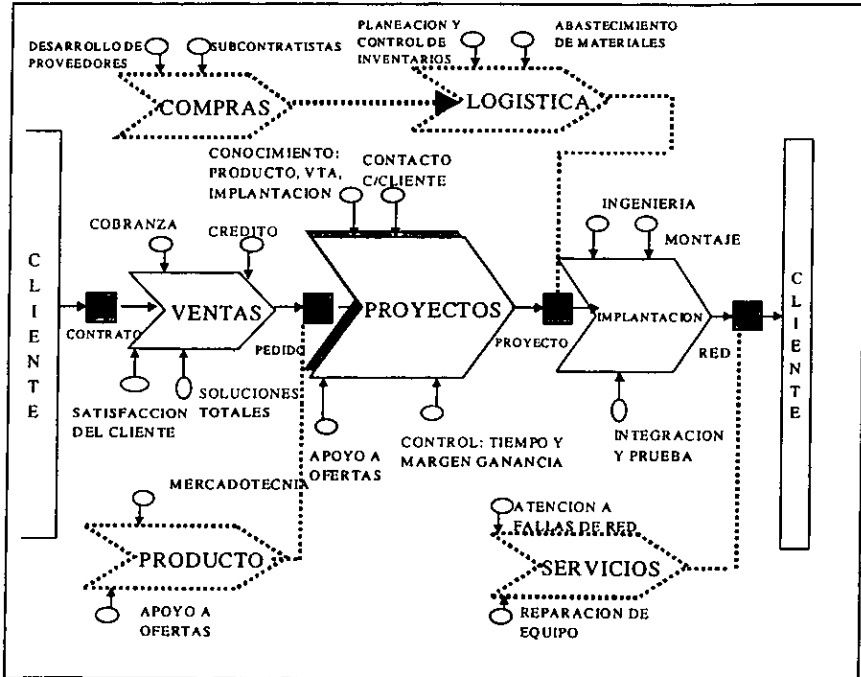 DESARROLLO DE
PROVEEDORES
SUBCONTRATISTAS
PLANEACION Y
CONTROL DE
INVENTARIOS
ABASTECIMIENTO
DE MATERIALES
COMPRAS
LOGISTICA
CONOCIMIENTO:
PRODUCTO, VTA,
IMPLANTACION
CONTACTO
C/CLIENTE
COBRANZA
CREDITO
INGENIERIA
MONTAJE
CLIENTE
CONTRATO
VENTAS
PEDIDO
PROYECTOS
PROYECTO
IMPLANTACION
RED
CLIENTE
SATISFACCION
DEL CLIENTE
SOLUCIONES
TOTALES
APOYO A
OFERTAS
CONTROL: TIEMPO Y
MARGEN GANANCIA
INTEGRACION
Y PRUEBA
MERCADOTECNIA
PRODUCTO
APOYO A
OFERTAS
ATENCION A
FALLAS DE RED
SERVICIOS
REPARACION DE
EQUIPO